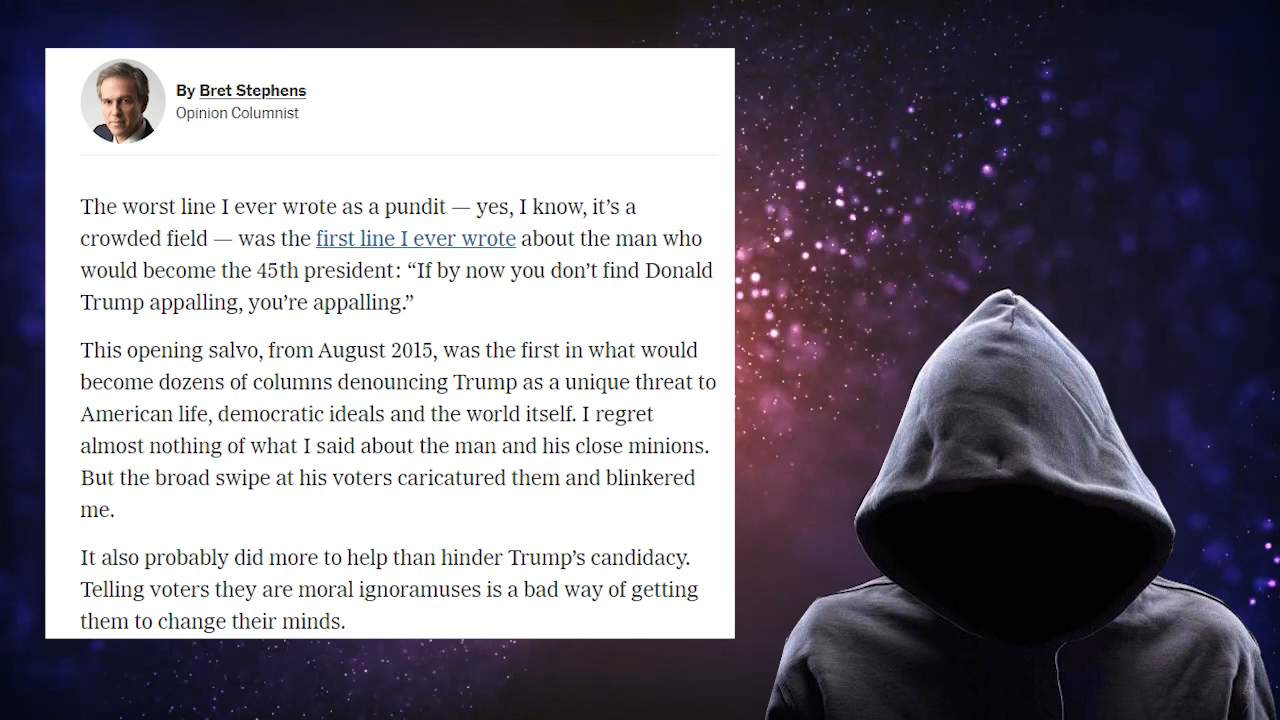 By Bret Stephens
Opinion Columnist
The worst line I ever wrote as a pundit — yes, I know, it’s a
crowded field — was the first line I ever wrote about the man who
would become the 45th president: “If by now you don’t find Donald
Trump appalling, you’re appalling.”
This opening salvo, from August 2015, was the first in what would
become dozens of columns denouncing Trump as a unique threat to
American life, democratic ideals and the world itself. I regret
almost nothing of what I said about the man and his close minions.
But the broad swipe at his voters caricatured them and blinkered
me.
It also probably did more to help than hinder Trump’s candidacy.
Telling voters they are moral ignoramuses is a bad way of getting
them to change their minds.